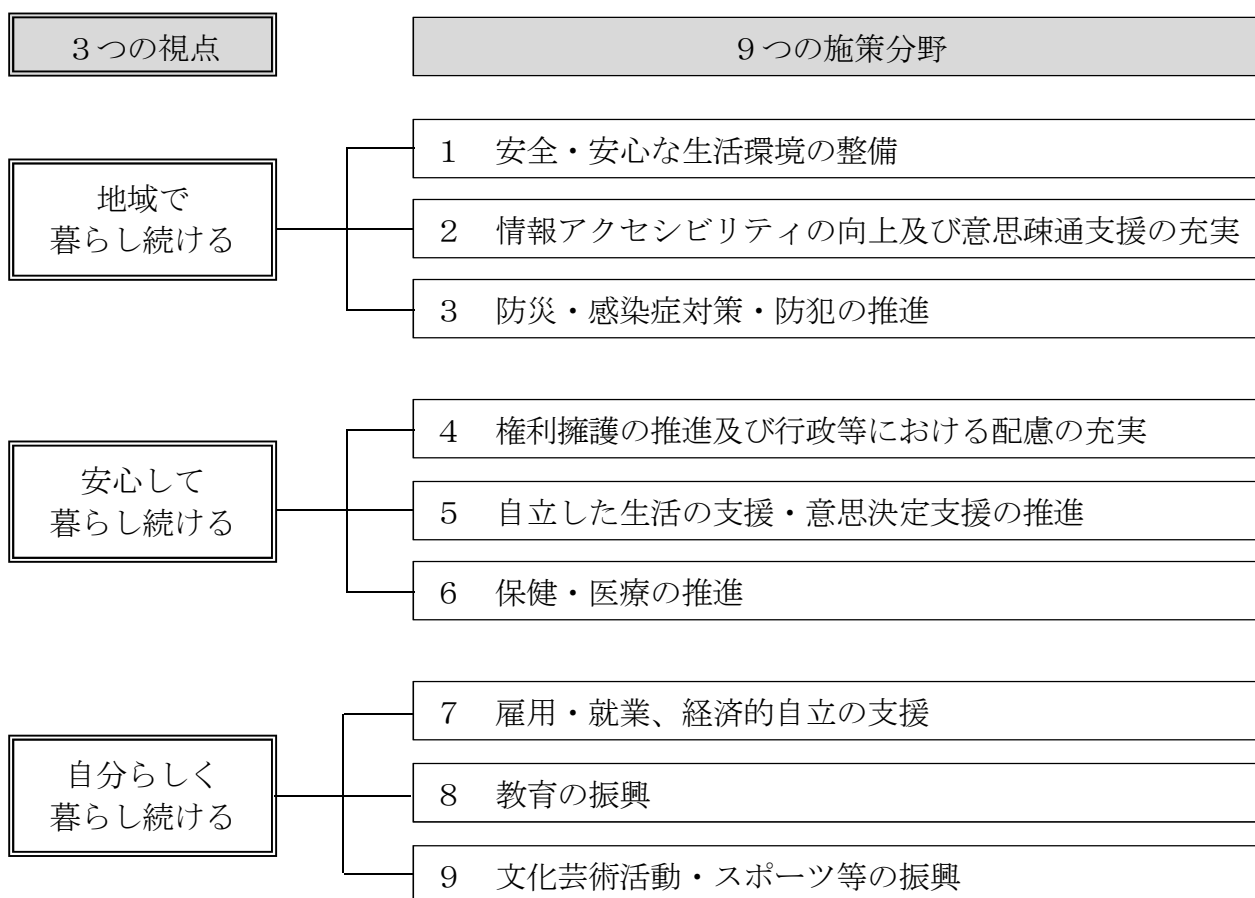 ３つの視点
９つの施策分野
地域で
暮らし続ける
１　安全・安心な生活環境の整備
２　情報アクセシビリティの向上及び意思疎通支援の充実
３　防災・感染症対策・防犯の推進
安心して
暮らし続ける
４　権利擁護の推進及び行政等における配慮の充実
５　自立した生活の支援・意思決定支援の推進
６　保健・医療の推進
自分らしく
暮らし続ける
７　雇用・就業、経済的自立の支援
８　教育の振興
９　文化芸術活動・スポーツ等の振興